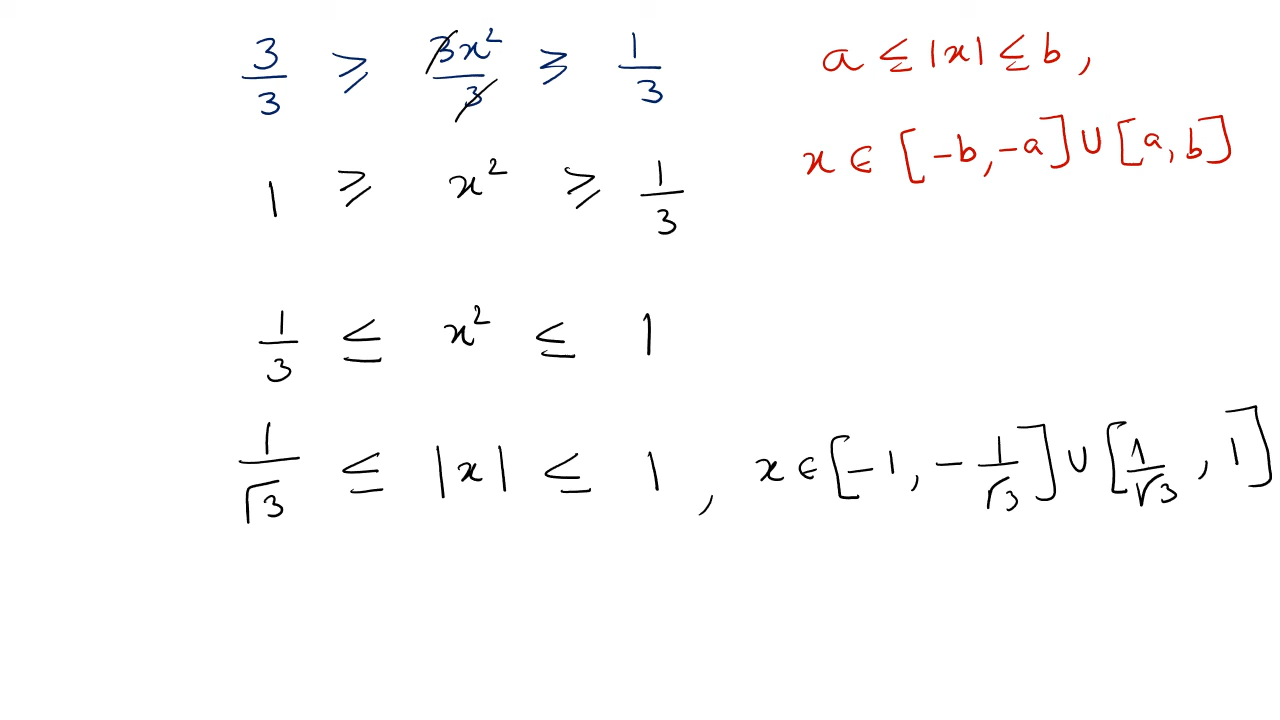 3/3 ≥ 3x²/3 ≥ 1/3
a ≤ |x| ≤ b,
x ∈ [-b, -a] ∪ [a, b]
1 ≥ x² ≥ 1/3
1/3 ≤ x² ≤ 1
1/√3 ≤ |x| ≤ 1, x ∈ [-1, -1/√3] ∪ [1/√3, 1]